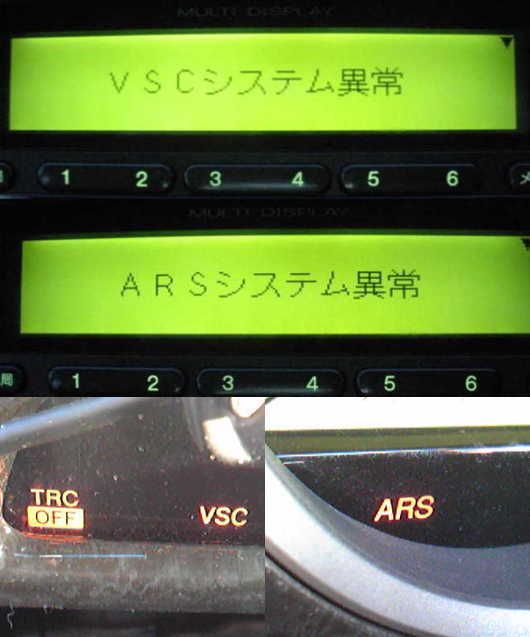 MULTI DISPLAY
VSCシステム異常
1 2 3 4 5 6
MULTI DISPLAY
ARSシステム異常
局 1 2 3 4 5 6
TRC
OFF
VSC
ARS